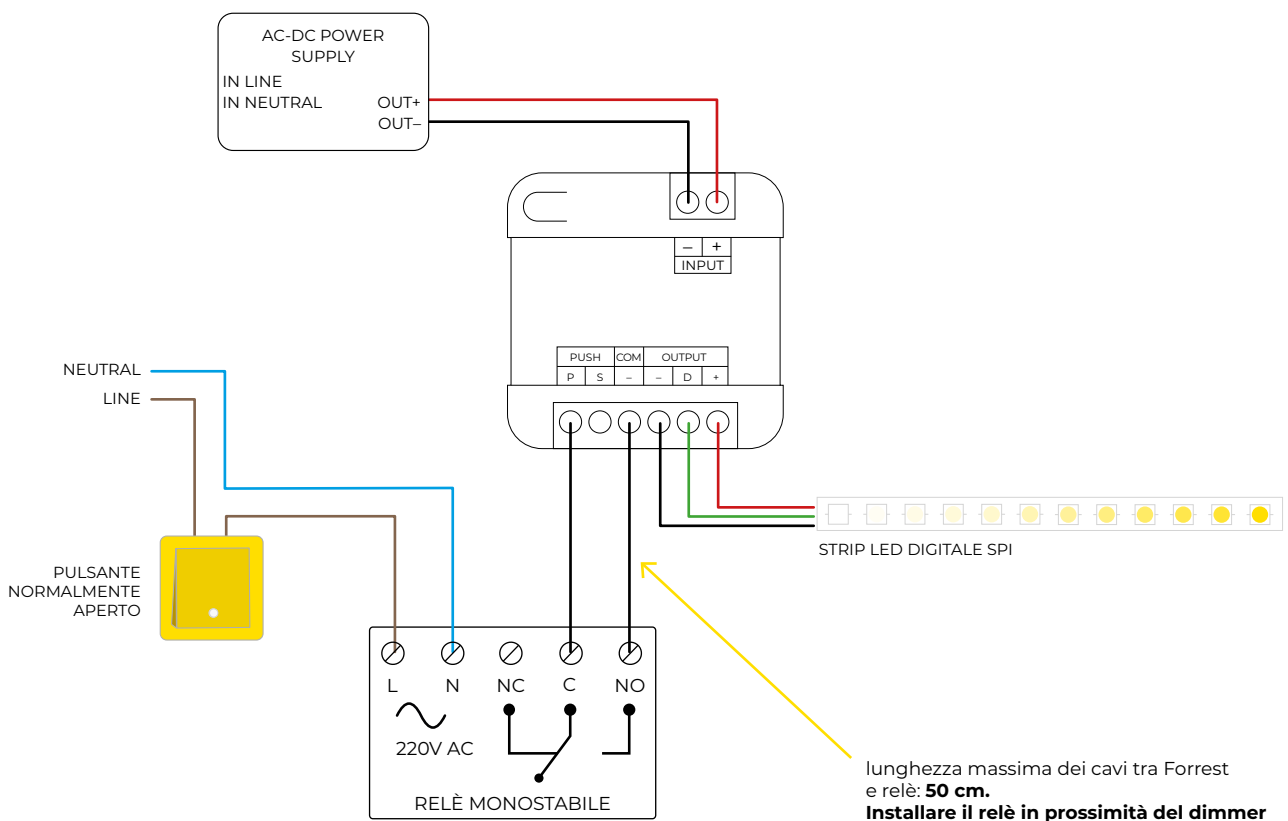 AC-DC POWER
SUPPLY
IN LINE
IN NEUTRAL
OUT+
OUT–
– +
INPUT
PUSH COM OUTPUT
P S – – D +
NEUTRAL
LINE
PULSANTE
NORMALMENTE
APERTO
STRIP LED DIGITALE SPI
L N NC C NO
220V AC
RELÈ MONOSTABILE
lunghezza massima dei cavi tra Forrest
e relè: 50 cm.
Installare il relè in prossimità del dimmer